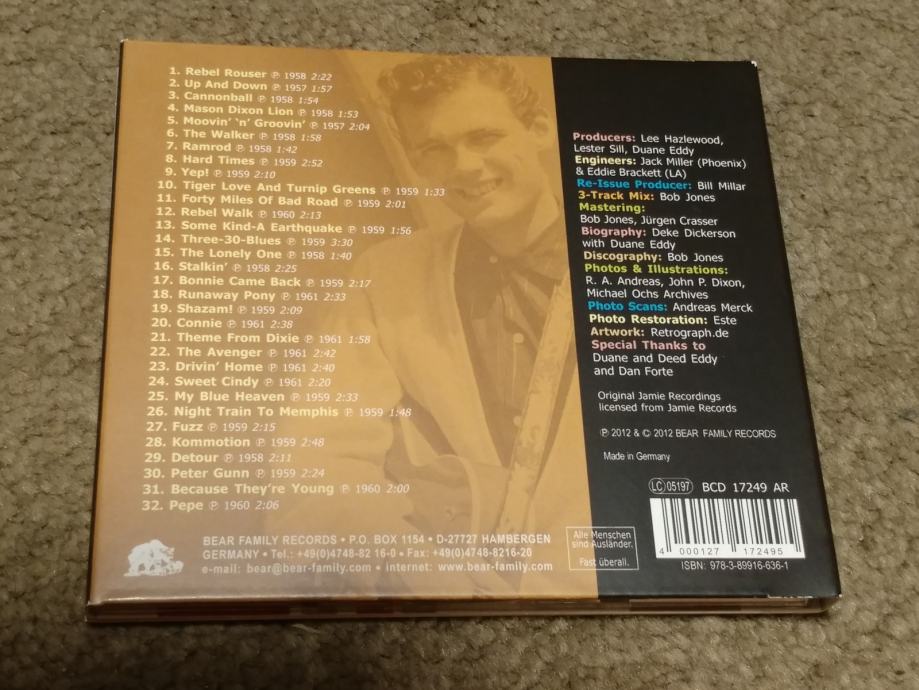 1. Rebel Rouser ℗ 1958 2:22
2. Up And Down ℗ 1957 1:57
3. Cannonball ℗ 1958 1:54
4. Mason Dixon Lion ℗ 1958 1:53
5. Moovin' 'n' Groovin' ℗ 1957 2:04
6. The Walker ℗ 1958 1:58
7. Ramrod ℗ 1958 1:42
8. Hard Times ℗ 1959 2:52
9. Yep! ℗ 1959 2:10
10. Tiger Love And Turnip Greens ℗ 1959 1:33
11. Forty Miles Of Bad Road ℗ 1959 2:01
12. Rebel Walk ℗ 1960 2:13
13. Some Kind-A Earthquake ℗ 1959 1:56
14. Three-30-Blues ℗ 1959 3:30
15. The Lonely One ℗ 1958 1:40
16. Stalkin' ℗ 1958 2:25
17. Bonnie Came Back ℗ 1959 2:17
18. Runaway Pony ℗ 1961 2:33
19. Shazam! ℗ 1959 2:09
20. Connie ℗ 1961 2:38
21. Theme From Dixie ℗ 1961 1:58
22. The Avenger ℗ 1961 2:42
23. Drivin' Home ℗ 1961 2:40
24. Sweet Cindy ℗ 1961 2:20
25. My Blue Heaven ℗ 1959 2:33
26. Night Train To Memphis ℗ 1959 1:48
27. Fuzz ℗ 1959 2:15
28. Kommotion ℗ 1959 2:48
29. Detour ℗ 1958 2:11
30. Peter Gunn ℗ 1959 2:24
31. Because They're Young ℗ 1960 2:00
32. Pepe ℗ 1960 2:06
BEAR FAMILY RECORDS • P.O. BOX 1154 • D-27727 HAMBERGEN
GERMANY • Tel.: +49(0)4748-82 16-0 • Fax: +49(0)4748-8216-20
e-mail: bear@bear-family.com • internet: www.bear-family.com
Alle Menschen
sind Ausländer.
Fast überall.
Producers: Lee Hazlewood,
Lester Sill, Duane Eddy
Engineers: Jack Miller (Phoenix)
& Eddie Brackett (LA)
Re-Issue Producer: Bill Millar
3-Track Mix: Bob Jones
Mastering:
Bob Jones, Jürgen Crasser
Biography: Deke Dickerson
with Duane Eddy
Discography: Bob Jones
Photos & Illustrations:
R. A. Andreas, John P. Dixon,
Michael Ochs Archives
Photo Scans: Andreas Merck
Photo Restoration: Este
Artwork: Retrograph.de
Special Thanks to
Duane and Deed Eddy
and Dan Forte
Original Jamie Recordings
licensed from Jamie Records
℗ 2012 & © 2012 BEAR FAMILY RECORDS
Made in Germany
LC 05197 BCD 17249 AR
4 000127 172495
ISBN: 978-3-89916-636-1